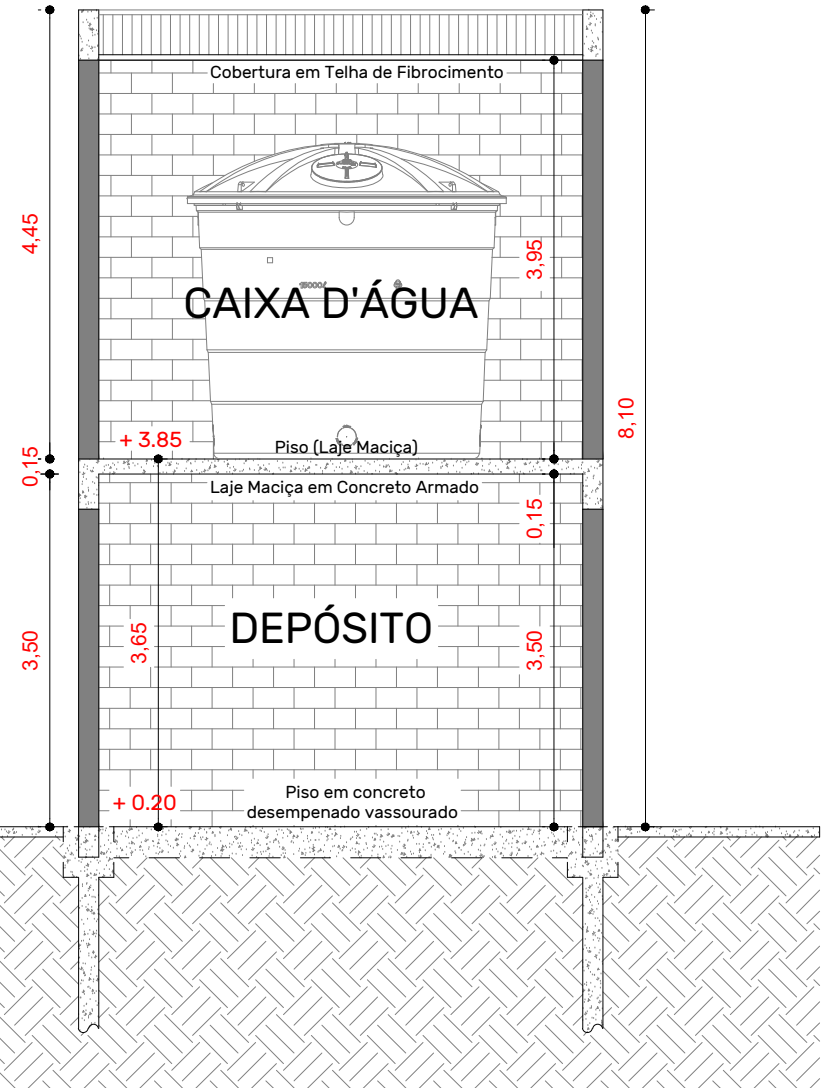 Cobertura em Telha de Fibrocimento
4,45
3,95
15000ℓ
CAIXA D'ÁGUA
8,10
+ 3.85
Piso (Laje Maciça)
0,15
Laje Maciça em Concreto Armado
0,15
DEPÓSITO
3,50
3,65
3,50
+ 0.20
Piso em concreto
desempenado vassourado